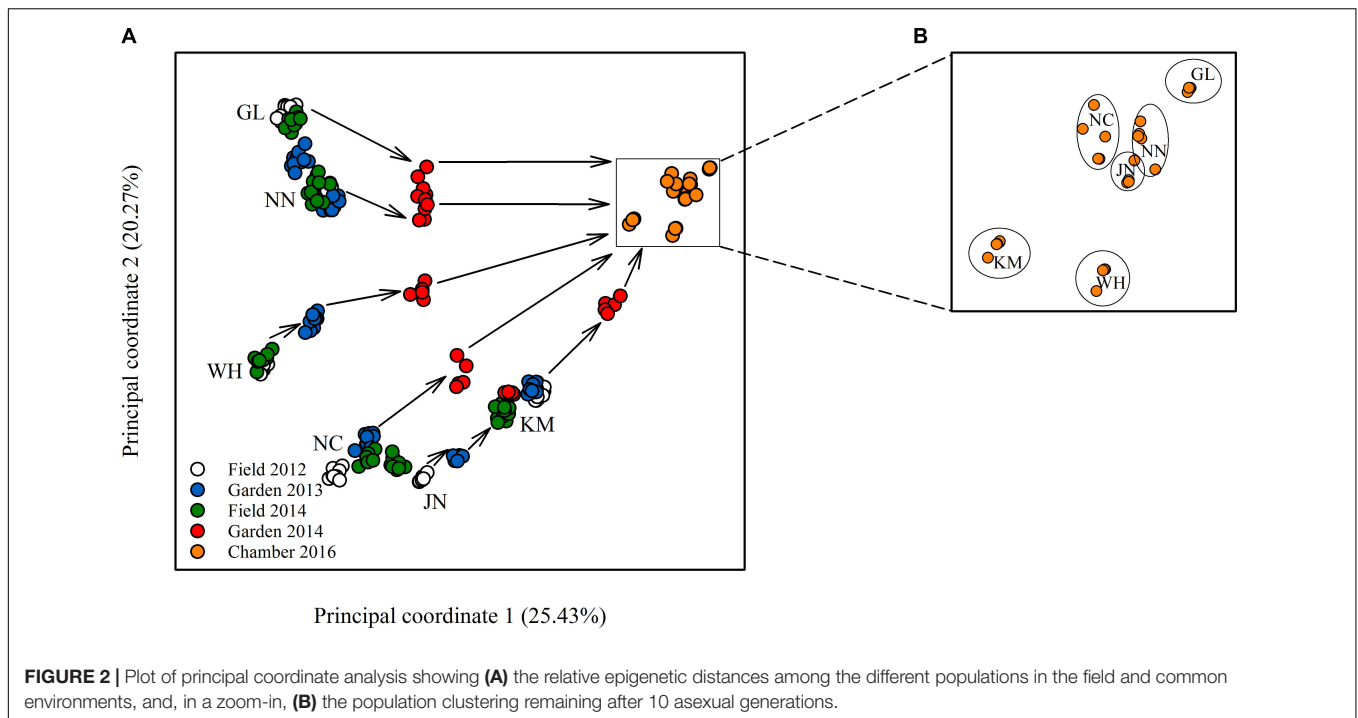 A
B
GL
NN
WH
NC
JN
KM
Field 2012
Garden 2013
Field 2014
Garden 2014
Chamber 2016
Principal coordinate 2 (20.27%)
Principal coordinate 1 (25.43%)
GL
NC
NN
JN
KM
WH
FIGURE 2 | Plot of principal coordinate analysis showing (A) the relative epigenetic distances among the different populations in the field and common
environments, and, in a zoom-in, (B) the population clustering remaining after 10 asexual generations.